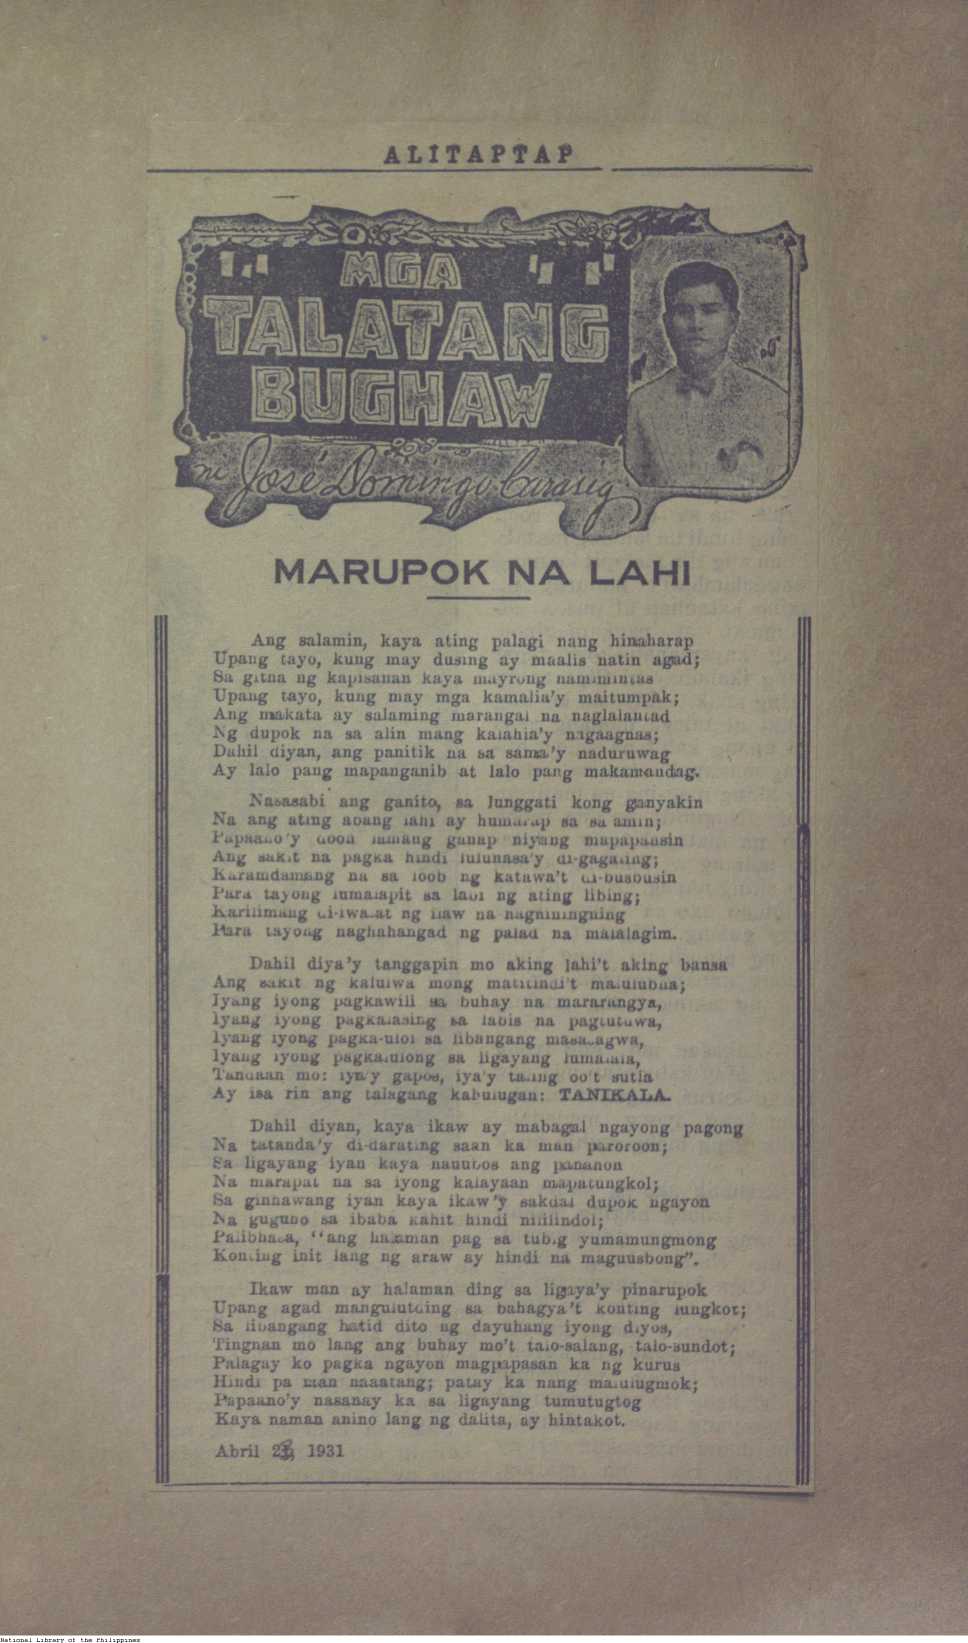 ALITAPTAP
MGA
TALATANG
BUGHAW
ni José Domingo Carasig
MARUPOK NA LAHI
Ang salamin, kaya ating palagi nang hinaharap
Upang tayo, kung may dusing ay maalis natin agad;
Sa gitna ng kapisanan kaya mayrong namimintas
Upang tayo, kung may mga kamalia'y maitumpak;
Ang makata ay salaming marangal na naglalantad
Ng dupok na sa alin mang kalahia'y nagaagnas;
Dahil diyan, ang panitik na sa sama'y naduruwag
Ay lalo pang mapanganib at lalo pang makamandag.
Nasasabi ang ganito, sa lunggati kong ganyakin
Na ang ating abang lahi ay humarap sa salamin;
Papaano'y doon lamang ganap niyang mapapansin
Ang sakit na pagka hindi lulunasa'y di-gagaling;
Karamdamang na sa loob ng katawa't di-busbusin
Para tayong lumalapit sa labi ng ating libing;
Karilimang di-iwalat ng ilaw na nagniningning
Para tayong naghahangad ng palad na malalagim.
Dahil diya'y tanggapin mo aking lahi't aking bansa
Ang sakit ng kaluluwa mong matitindi't malulubha;
Iyang iyong pagkawili sa buhay na mararangya,
Iyang iyong pagkalasing sa labis na pagtutuwa,
Iyang iyong pagka-ulol sa libangang masasagwa,
Iyang iyong pagkalulong sa ligayang lumalala,
Tandaan mo: iya'y gapos, iya'y taling oo't sutla
Ay isa rin ang talagang kabulugan: TANIKALA.
Dahil diyan, kaya ikaw ay mabagal ngayong pagong
Na tatanda'y di-darating saan ka man paroroon;
Sa ligayang iyan kaya nauubos ang panahon
Na marapat na sa iyong kalayaan mapatungkol;
Sa ginhawang iyan kaya ikaw'y sakdal dupok ngayon
Na guguho sa ibaba kahit hindi nililindol;
Palibhasa, "ang halaman pag sa tubig yumamungmong
Konting init lang ng araw ay hindi na maguusbong".
Ikaw man ay halaman ding sa ligaya'y pinarupok
Upang agad mangulutding sa bahagya't konting lungkot;
Sa libangang hatid dito ng dayuhang iyong diyos,
Tingnan mo lang ang buhay mo't talo-salang, talo-sundot;
Palagay ko pagka ngayon magpapasan ka ng kurus
Hindi pa man naaatang; patay ka nang malulugmok;
Papaano'y nasanay ka sa ligayang tumutugtog
Kaya naman anino lang ng dalita, ay hintakot.
Abril 1931
National Library of the Philippines